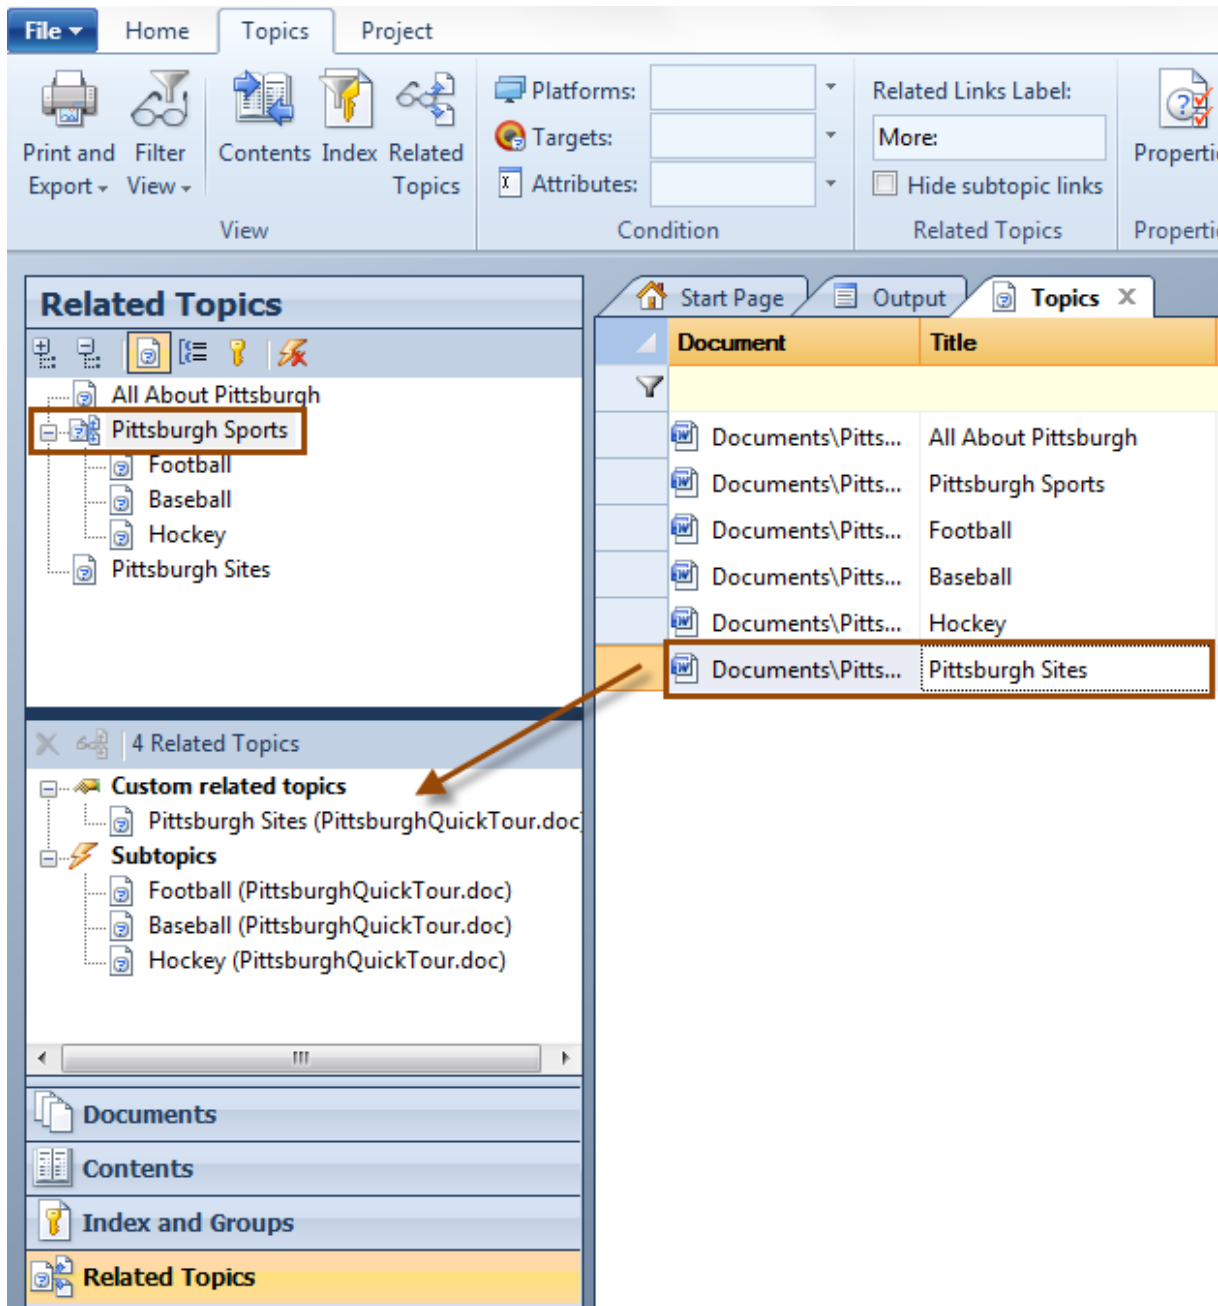 File Home Topics Project
Print and Export Filter View Contents Index Related Topics
View
Platforms:
Targets:
Attributes:
Condition
Related Links Label:
More:
Hide subtopic links
Related Topics
Properti
Properti
Related Topics
All About Pittsburgh
Pittsburgh Sports
Football
Baseball
Hockey
Pittsburgh Sites
4 Related Topics
Custom related topics
Pittsburgh Sites (PittsburghQuickTour.doc)
Subtopics
Football (PittsburghQuickTour.doc)
Baseball (PittsburghQuickTour.doc)
Hockey (PittsburghQuickTour.doc)
Documents
Contents
Index and Groups
Related Topics
Start Page Output Topics X
Document Title
Documents\Pitts... All About Pittsburgh
Documents\Pitts... Pittsburgh Sports
Documents\Pitts... Football
Documents\Pitts... Baseball
Documents\Pitts... Hockey
Documents\Pitts... Pittsburgh Sites